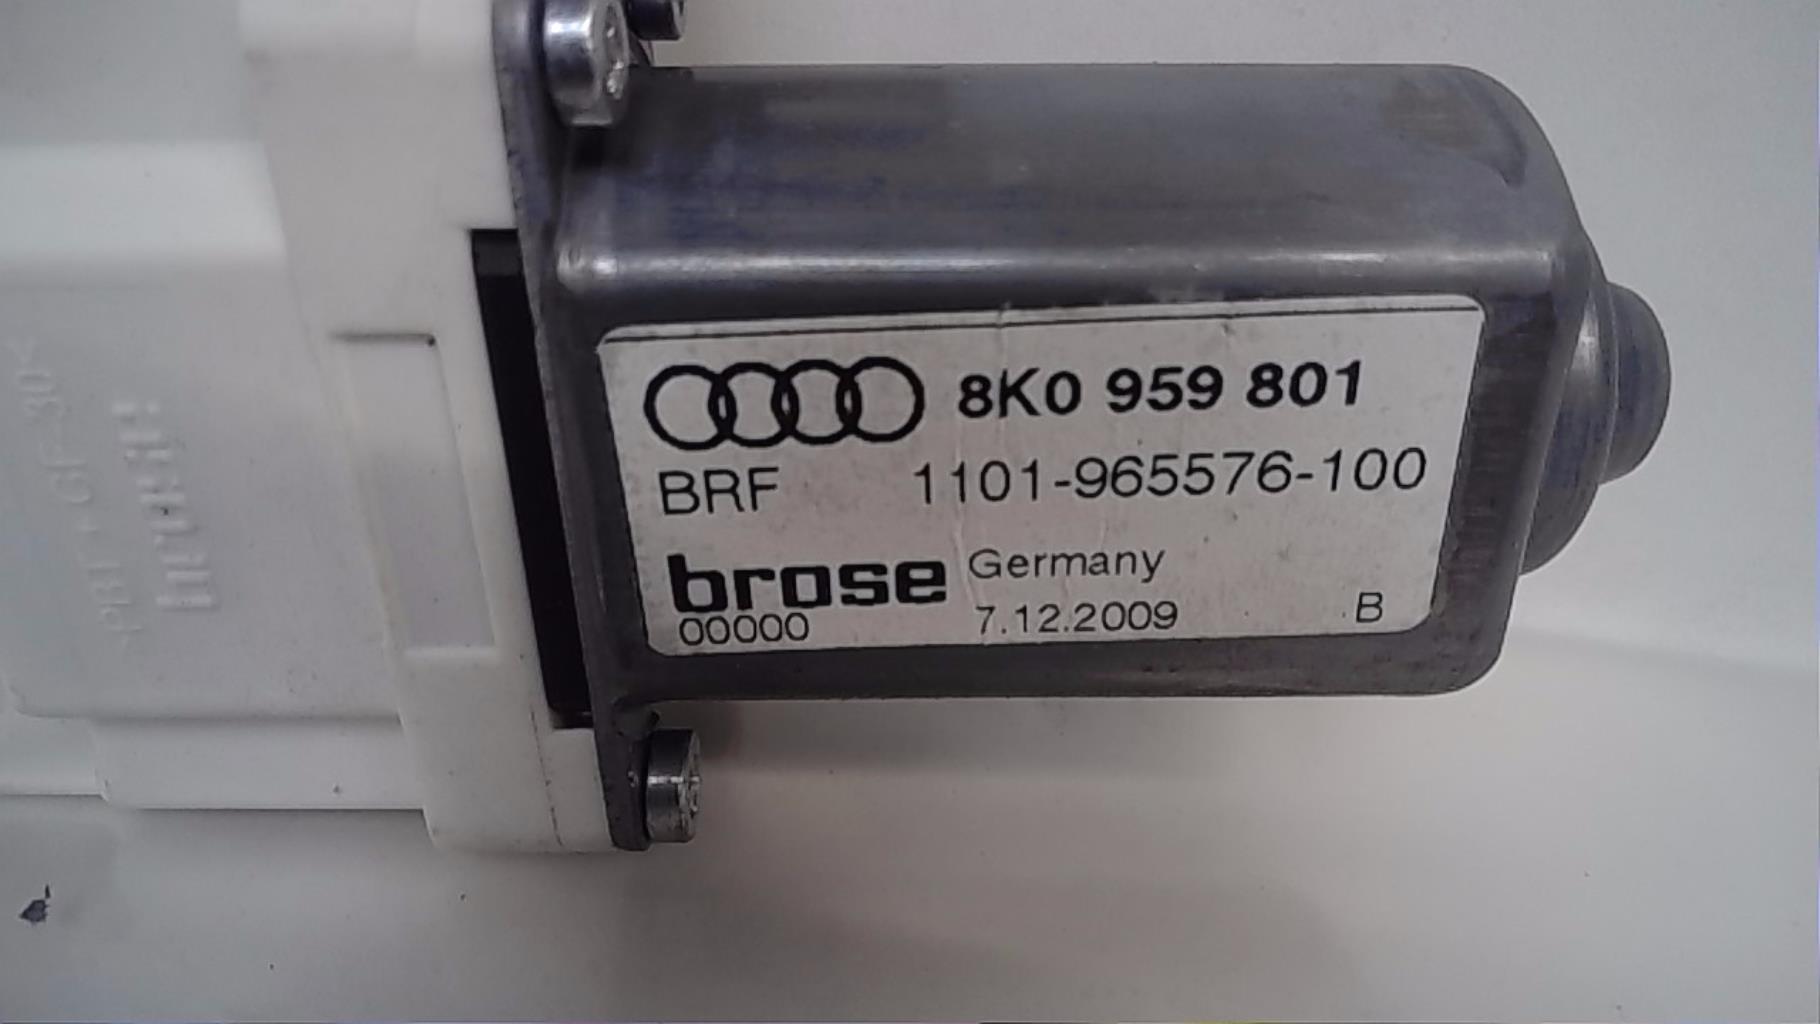 8K0 959 801
BRF 1101-965576-100
brose Germany
00000 7.12.2009 B